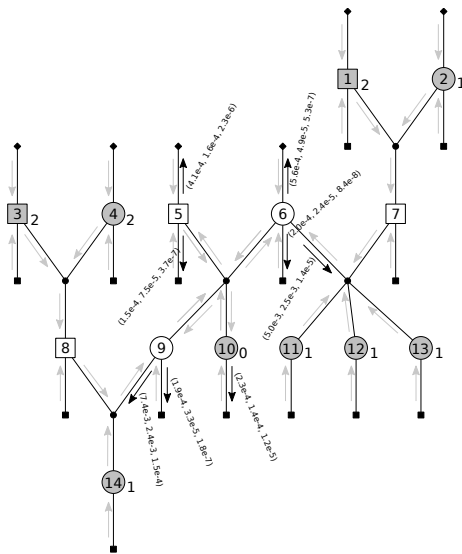 1 2
2 1
(4.1e-4, 1.6e-4, 2.3e-6)
(5.6e-4, 4.9e-5, 5.3e-7)
3 2
4 2
5
6
(2.0e-4, 2.4e-5, 8.4e-8)
7
(1.5e-4, 7.5e-5, 3.7e-7)
(5.0e-3, 2.5e-3, 1.4e-5)
8
9
10 0
11 1
12 1
13 1
(7.4e-3, 2.4e-3, 1.5e-4)
(1.9e-4, 3.3e-5, 1.8e-7)
(2.3e-4, 1.4e-4, 1.2e-5)
14 1